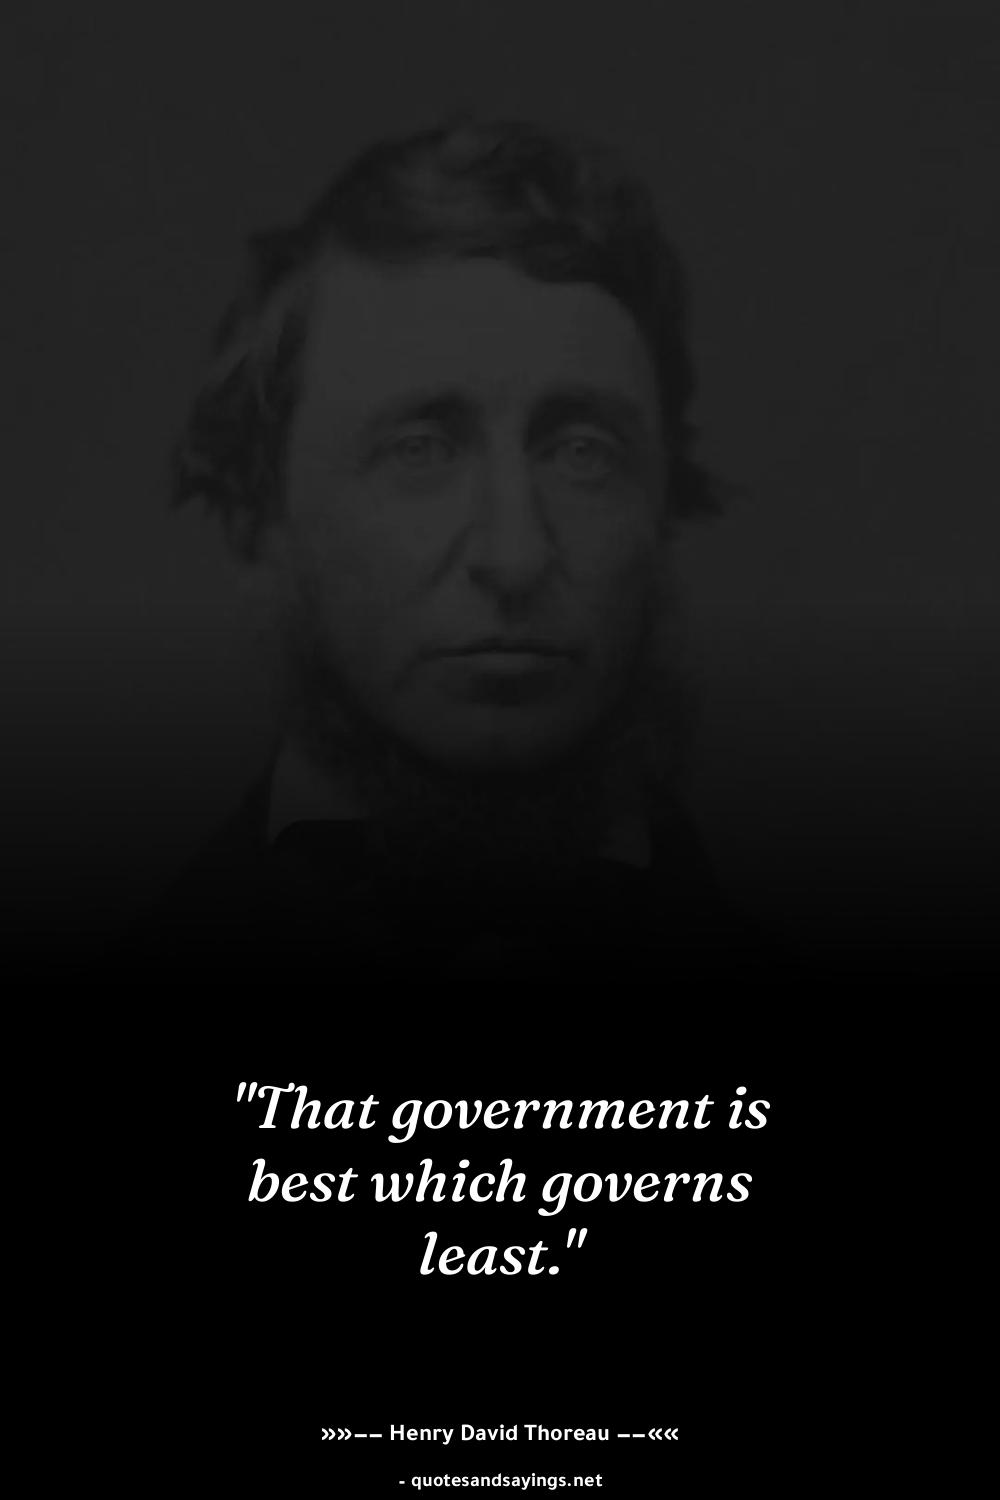 "That government is
best which governs
least."
»»–– Henry David Thoreau ––««
- quotesandsayings.net